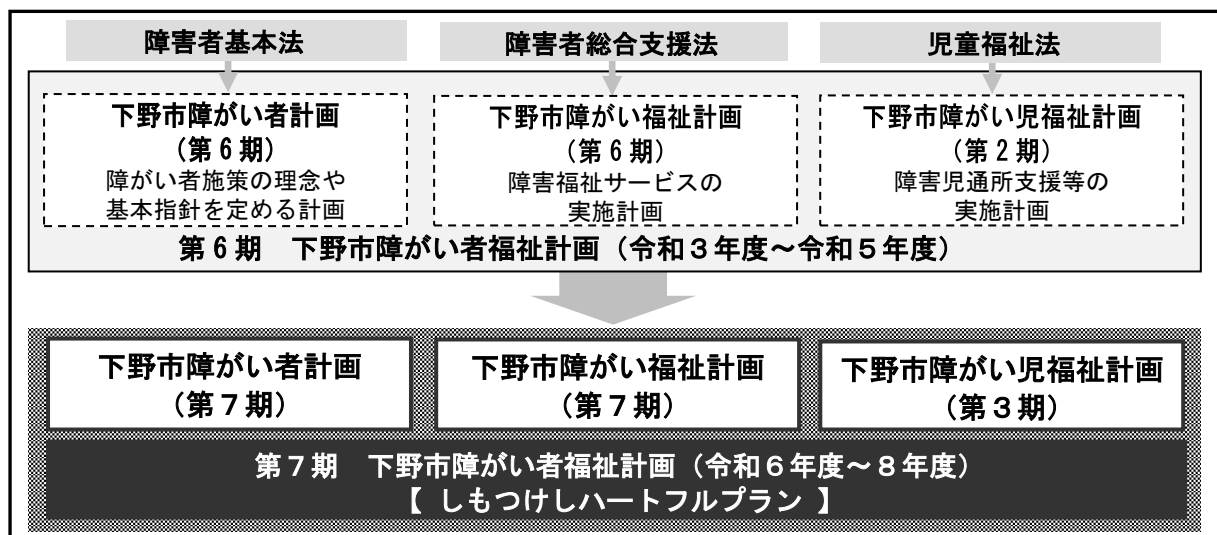 障害者基本法
障害者総合支援法
児童福祉法
下野市障がい者計画
（第６期）
障がい者施策の理念や
基本指針を定める計画
下野市障がい福祉計画
（第６期）
障害福祉サービスの
実施計画
下野市障がい児福祉計画
（第２期）
障害児通所支援等の
実施計画
第６期　下野市障がい者福祉計画（令和３年度～令和５年度）
下野市障がい者計画
（第７期）
下野市障がい福祉計画
（第７期）
下野市障がい児福祉計画
（第３期）
第７期　下野市障がい者福祉計画（令和６年度～８年度）
【 しもつけしハートフルプラン 】